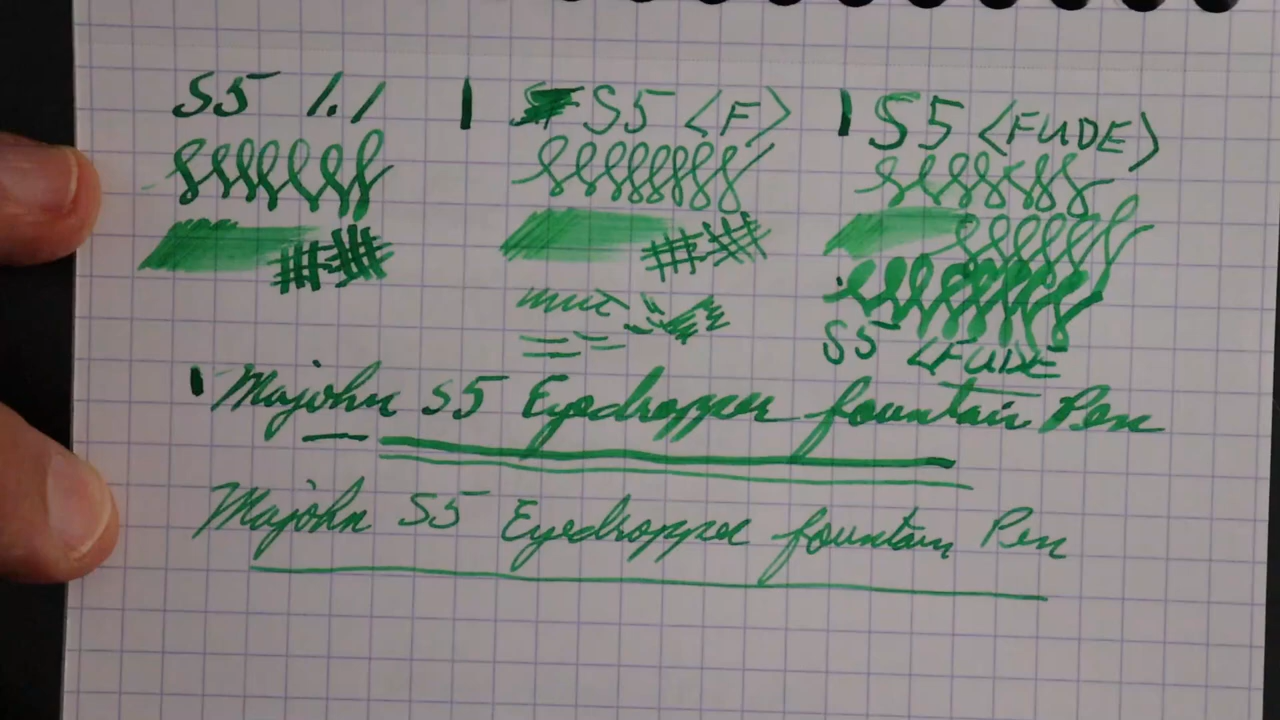 S5 1.1 S5 <F> S5 <FUDE>
S5 <FUDE
Majohn S5 Eyedropper fountain Pen
Majohn S5 Eyedropper fountain Pen